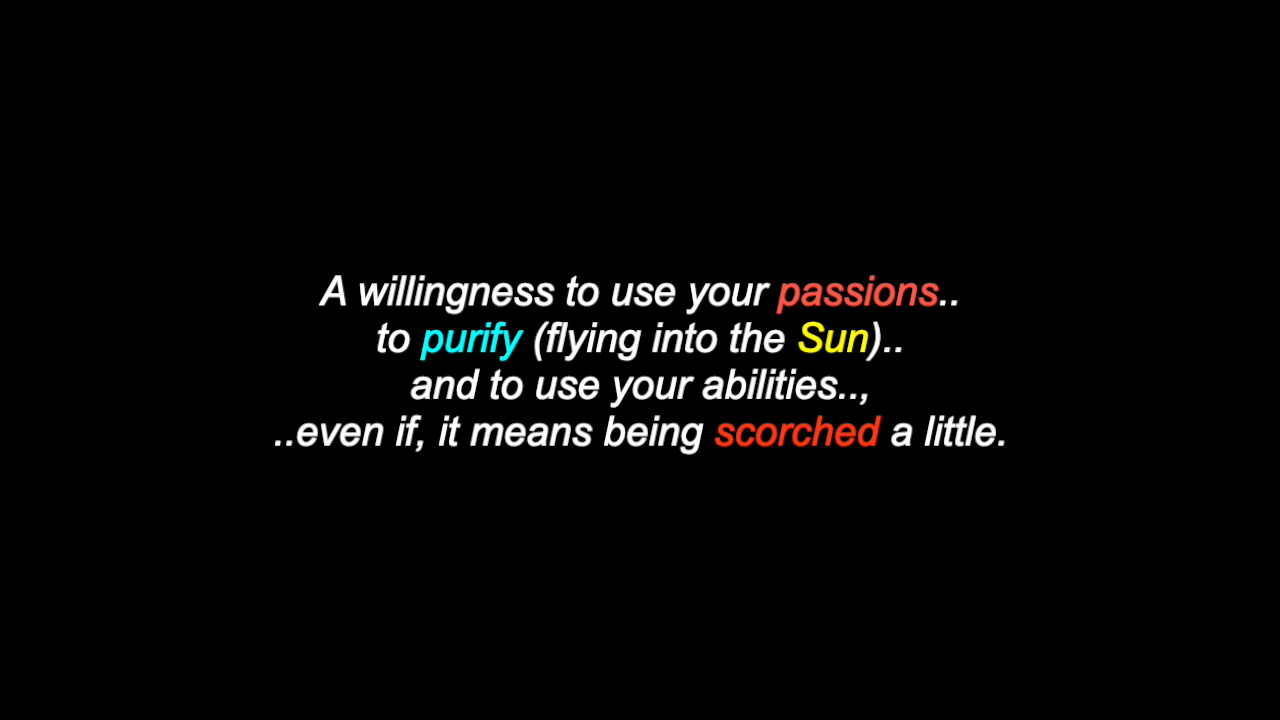 A willingness to use your passions..
to purify (flying into the Sun)..
and to use your abilities..,
..even if, it means being scorched a little.